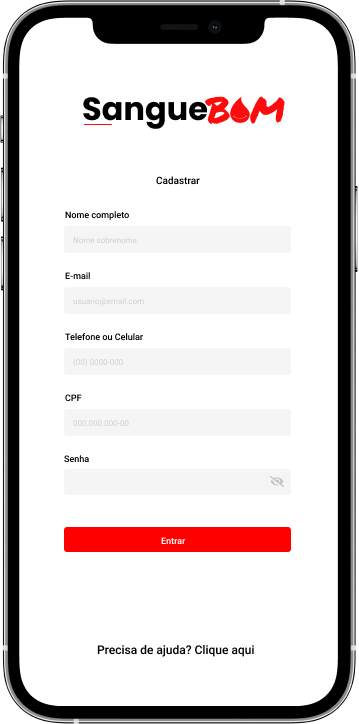 SangueBOM
Cadastrar
Nome completo
Nome sobrenume
E-mail
usuario@email.com
Telefone ou Celular
(00) 0000-000
CPF
000.000.000-00
Senha
Entrar
Precisa de ajuda? Clique aqui